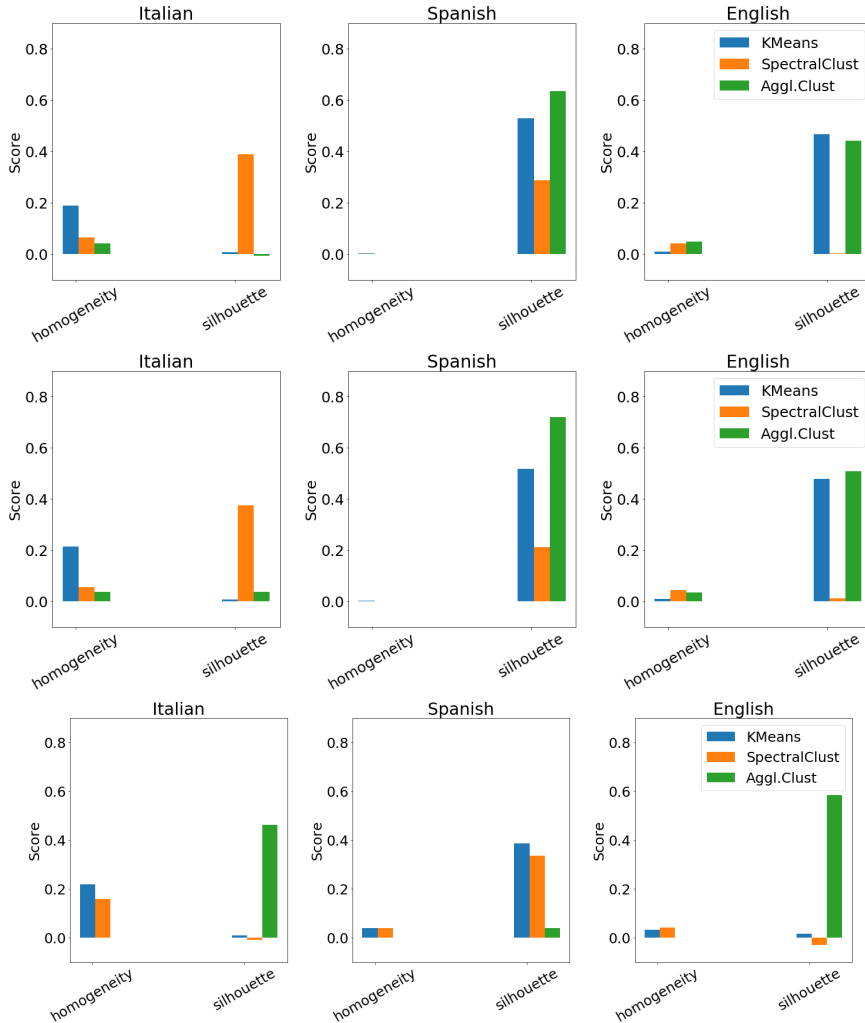 Italian
Spanish
English
Score
0.8
0.6
0.4
0.2
0.0
homogeneity
silhouette
Score
0.8
0.6
0.4
0.2
0.0
homogeneity
silhouette
Score
0.8
0.6
0.4
0.2
0.0
homogeneity
silhouette
KMeans
SpectralClust
Aggl.Clust
Italian
Spanish
English
Score
0.8
0.6
0.4
0.2
0.0
homogeneity
silhouette
Score
0.8
0.6
0.4
0.2
0.0
homogeneity
silhouette
Score
0.8
0.6
0.4
0.2
0.0
homogeneity
silhouette
KMeans
SpectralClust
Aggl.Clust
Italian
Spanish
English
Score
0.8
0.6
0.4
0.2
0.0
homogeneity
silhouette
Score
0.8
0.6
0.4
0.2
0.0
homogeneity
silhouette
Score
0.8
0.6
0.4
0.2
0.0
homogeneity
silhouette
KMeans
SpectralClust
Aggl.Clust